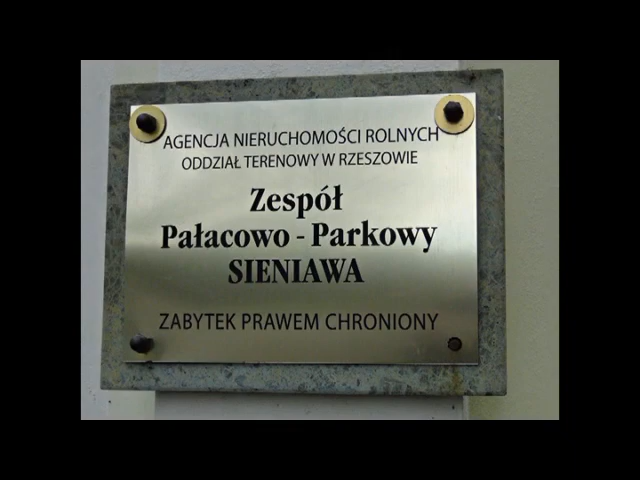 AGENCJA NIERUCHOMOŚCI ROLNYCH
ODDZIAŁ TERENOWY W RZESZOWIE
Zespół
Pałacowo - Parkowy
SIENIAWA
ZABYTEK PRAWEM CHRONIONY